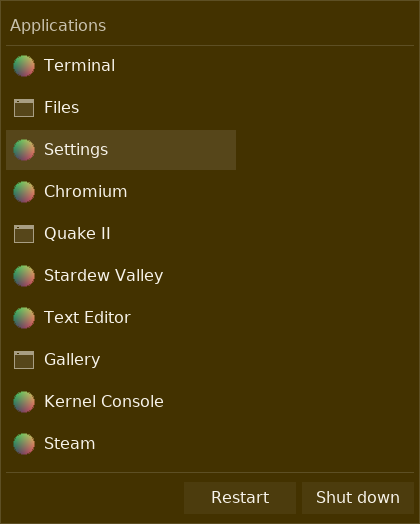 Applications
Terminal
Files
Settings
Chromium
Quake II
Stardew Valley
Text Editor
Gallery
Kernel Console
Steam
Restart Shut down